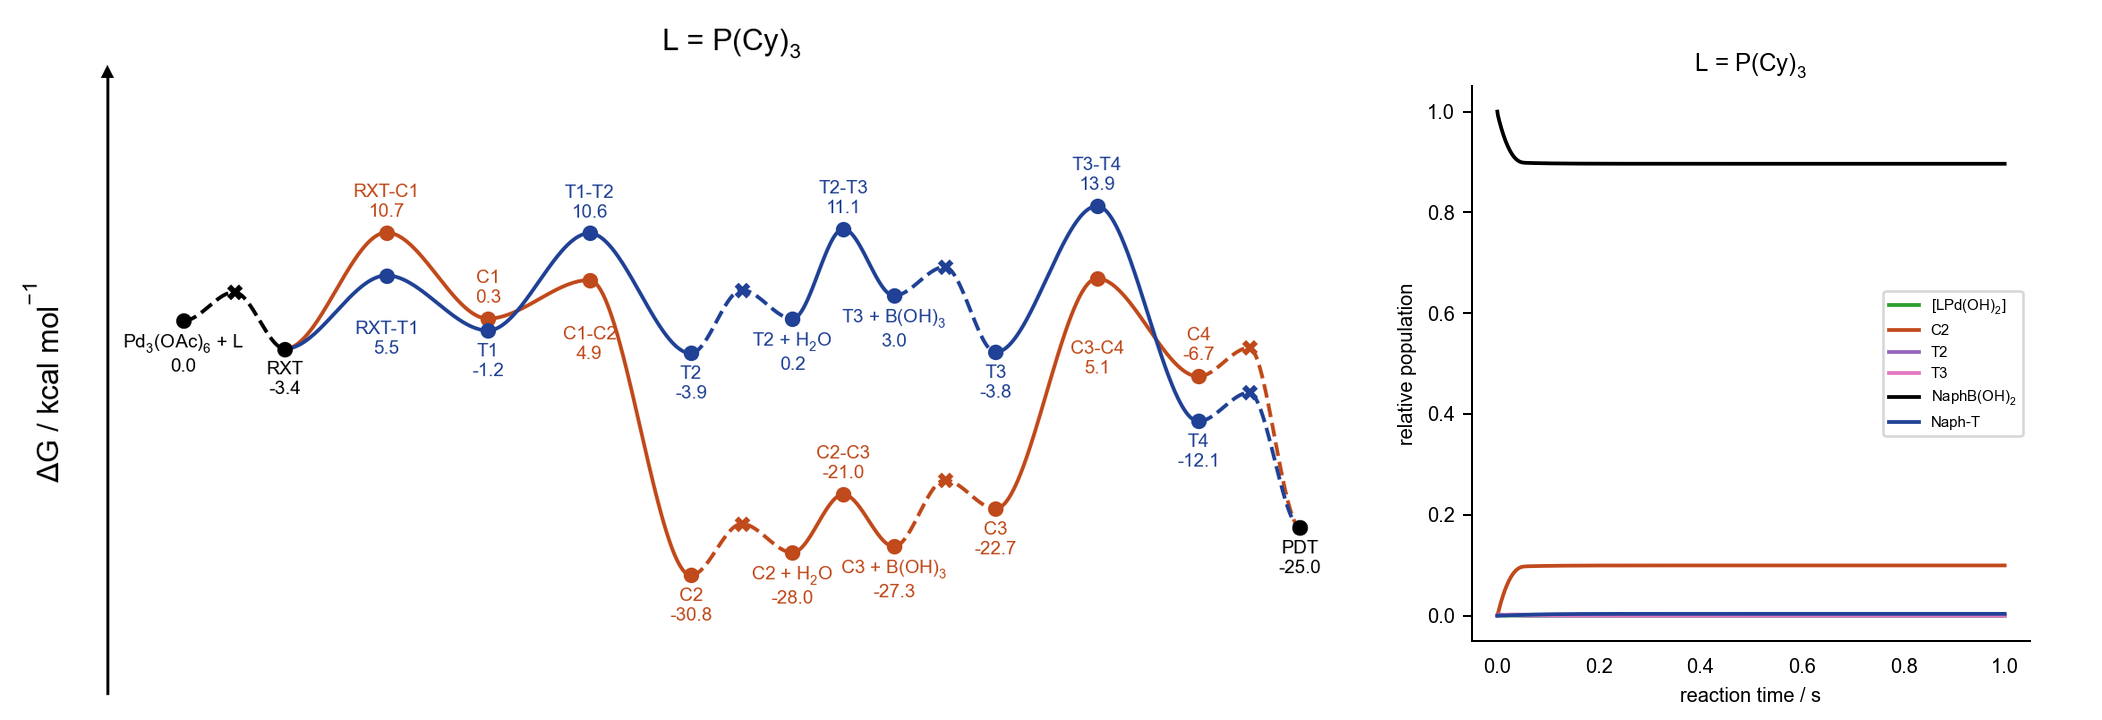 L = P(Cy)₃
ΔG / kcal mol⁻¹
Pd₃(OAc)₆ + L
0.0
RXT
-3.4
RXT-C1
10.7
RXT-T1
5.5
C1
0.3
T1
-1.2
T1-T2
10.6
C1-C2
4.9
T2
-3.9
C2
-30.8
T2 + H₂O
0.2
C2 + H₂O
-28.0
T2-T3
11.1
C2-C3
-21.0
T3 + B(OH)₃
3.0
C3 + B(OH)₃
-27.3
T3
-3.8
C3
-22.7
T3-T4
13.9
C3-C4
5.1
C4
-6.7
T4
-12.1
PDT
-25.0
L = P(Cy)₃
relative population
1.0
0.8
0.6
0.4
0.2
0.0
[LPd(OH)₂]
C2
T2
T3
NaphB(OH)₂
Naph-T
0.0 0.2 0.4 0.6 0.8 1.0
reaction time / s